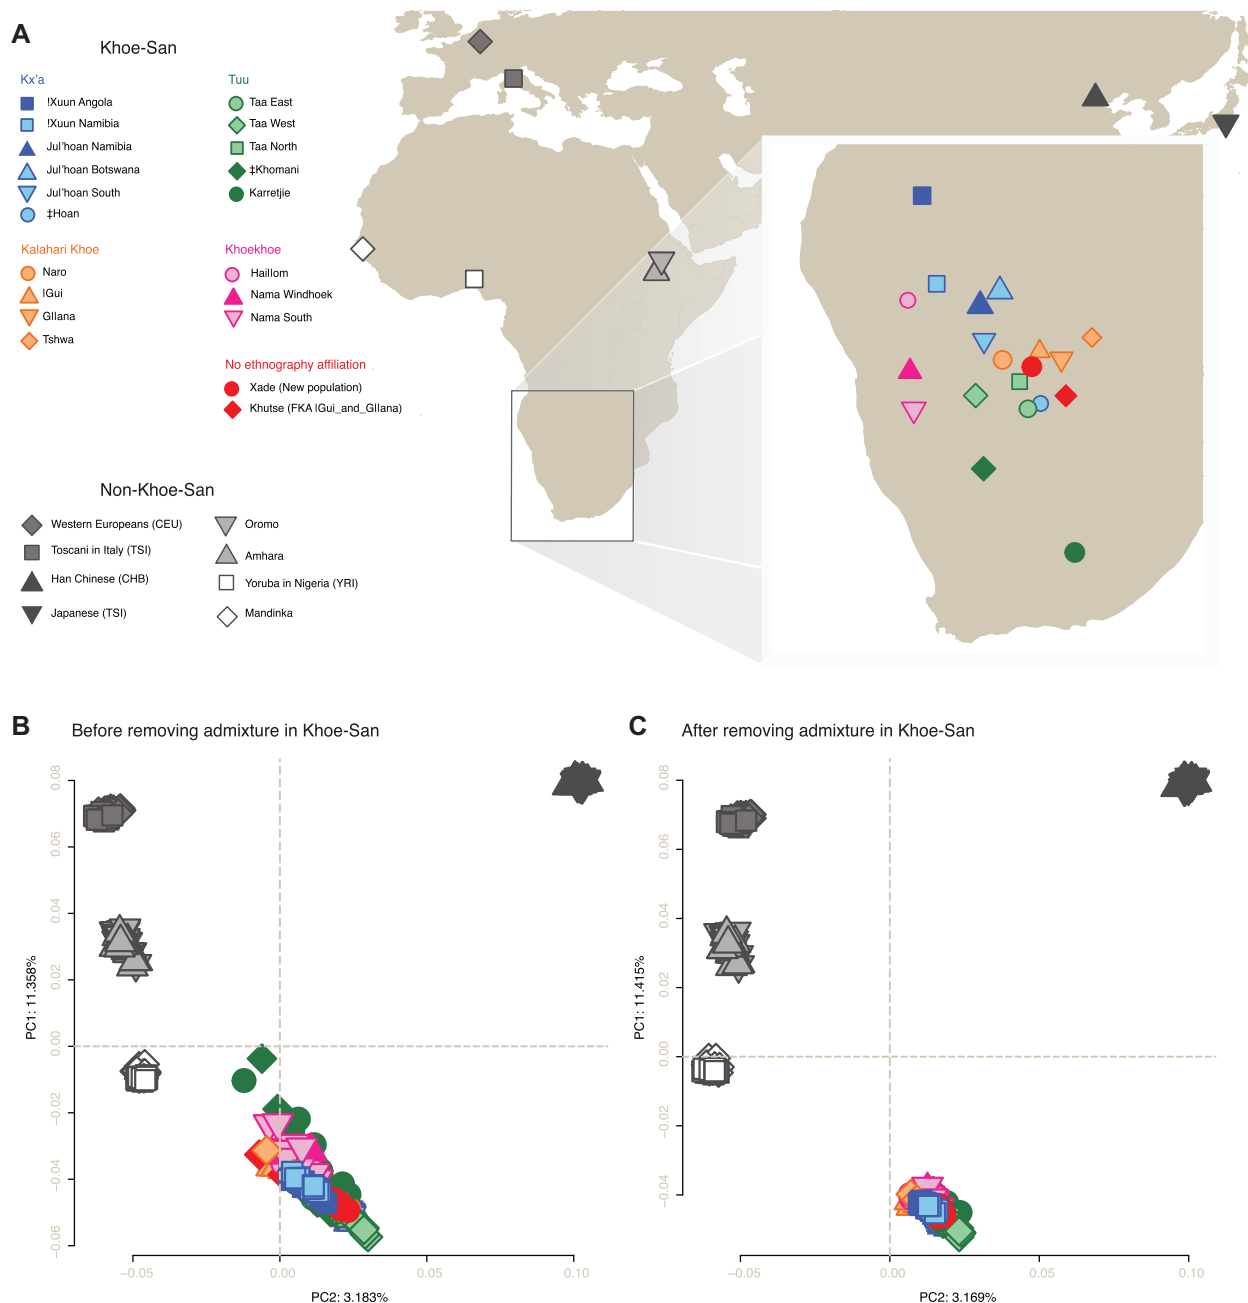 A
Khoe-San
Kx'a
!Xuun Angola
!Xuun Namibia
Jul'hoan Namibia
Jul'hoan Botswana
Jul'hoan South
‡Hoan
Tuu
Taa East
Taa West
Taa North
‡Khomani
Karretjie
Kalahari Khoe
Naro
lGui
Gllana
Tshwa
Khoekhoe
Haillom
Nama Windhoek
Nama South
No ethnography affiliation
Xade (New population)
Khutse (FKA lGui_and_Gllana)
Non-Khoe-San
Western Europeans (CEU)
Toscani in Italy (TSI)
Han Chinese (CHB)
Japanese (TSI)
Oromo
Amhara
Yoruba in Nigeria (YRI)
Mandinka
B
Before removing admixture in Khoe-San
PC1: 11.358%
0.08
0.06
0.04
0.02
0.00
−0.02
−0.04
−0.06
−0.05
0.00
0.05
0.10
PC2: 3.183%
C
After removing admixture in Khoe-San
PC1: 11.415%
0.08
0.06
0.04
0.02
0.00
−0.02
−0.04
−0.05
0.00
0.05
0.10
PC2: 3.169%